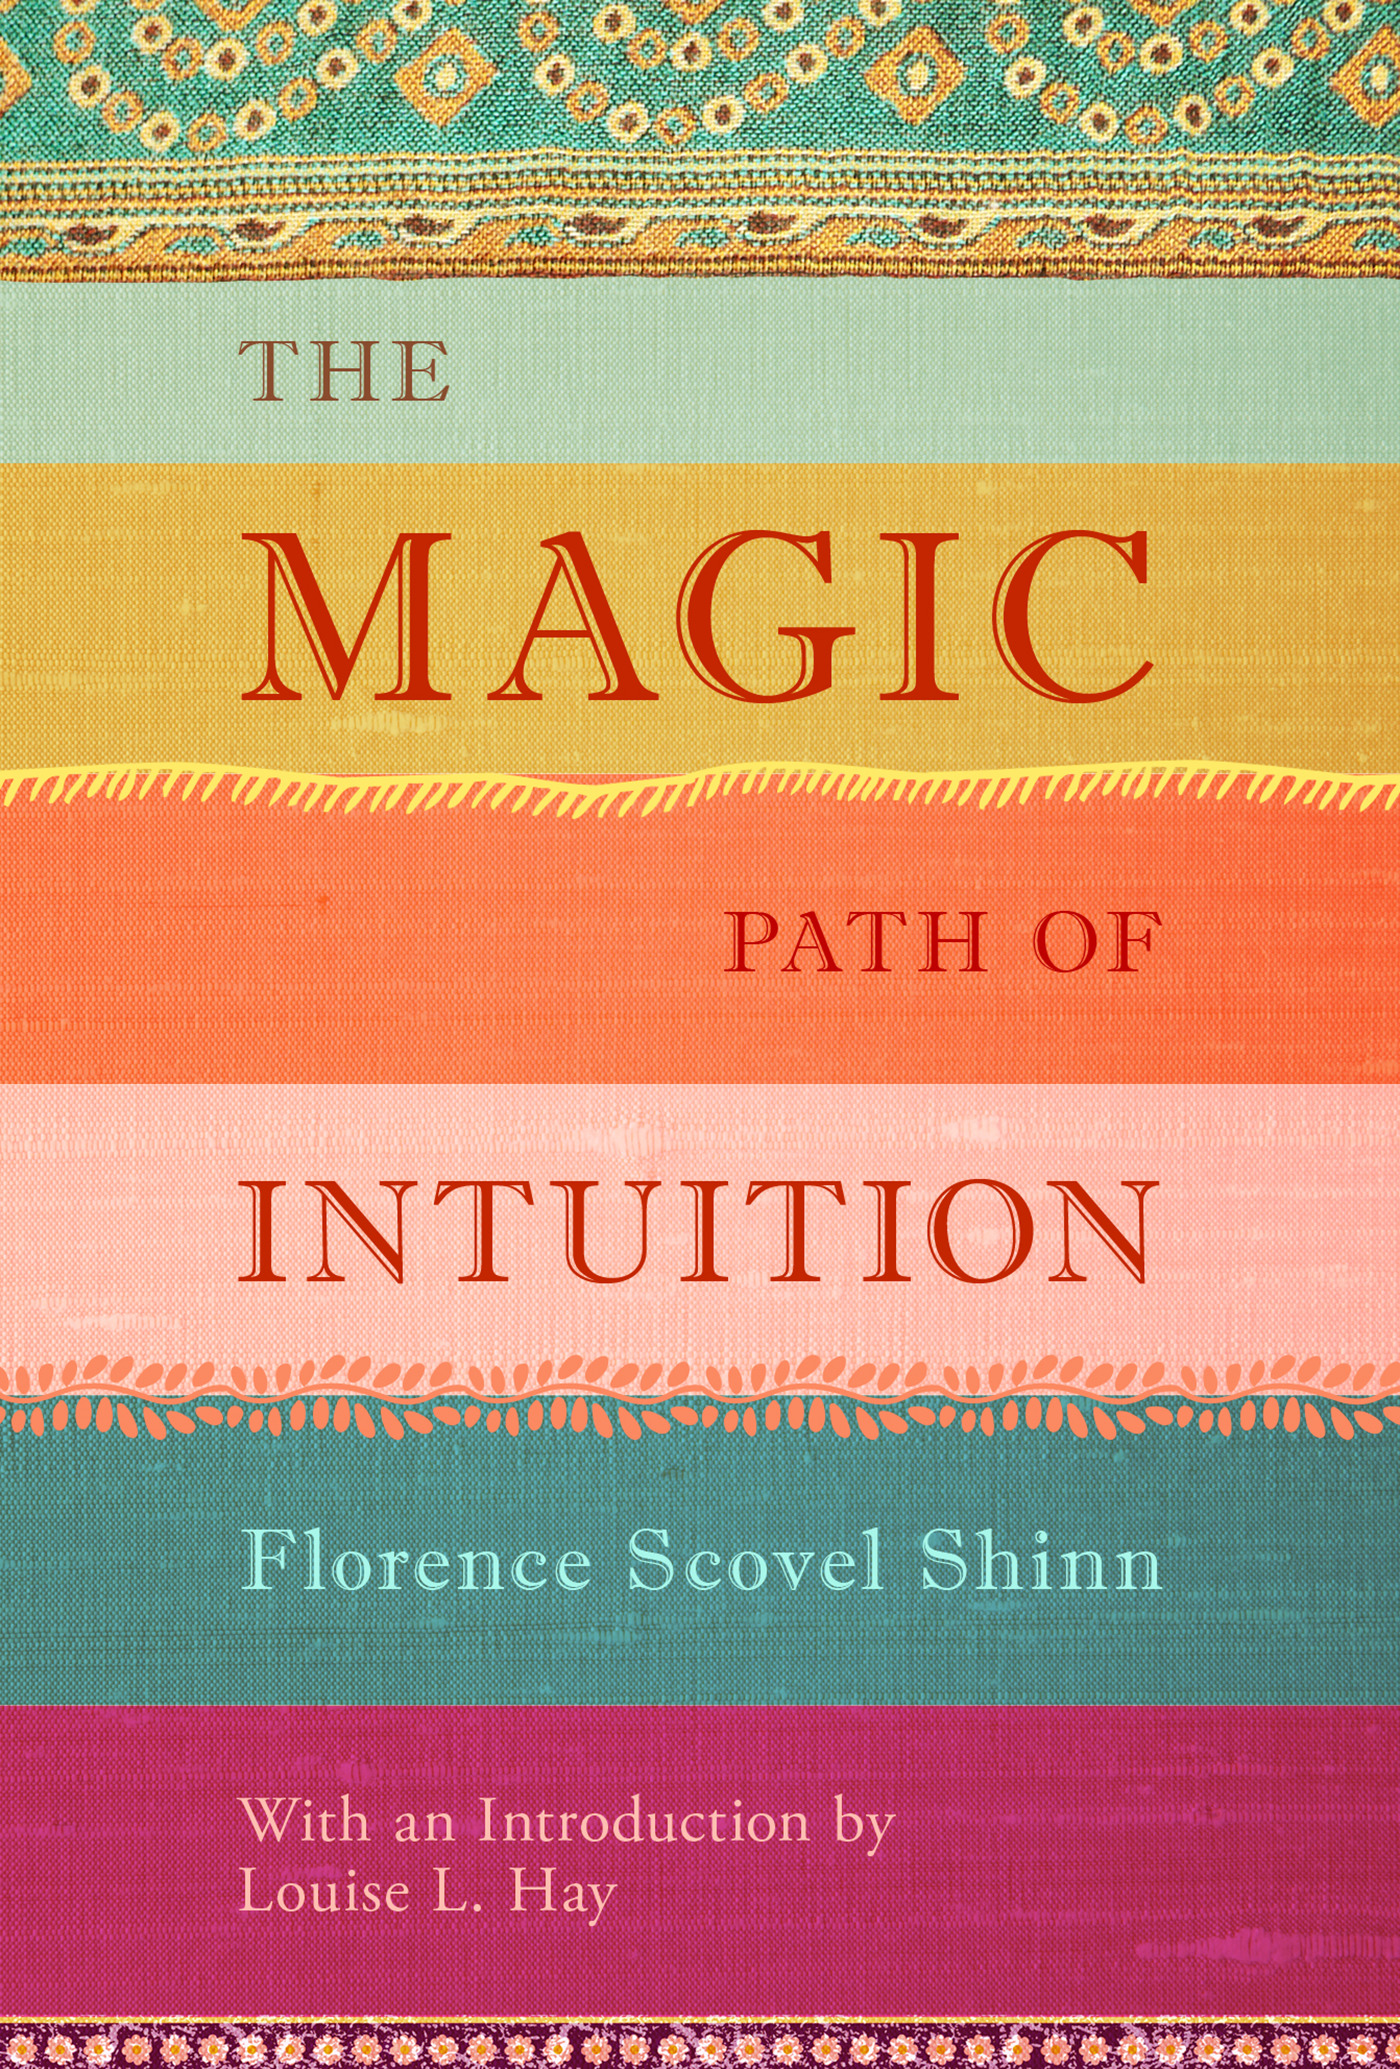 THE
MAGIC
PATH OF
INTUITION
Florence Scovel Shinn
With an Introduction by
Louise L. Hay